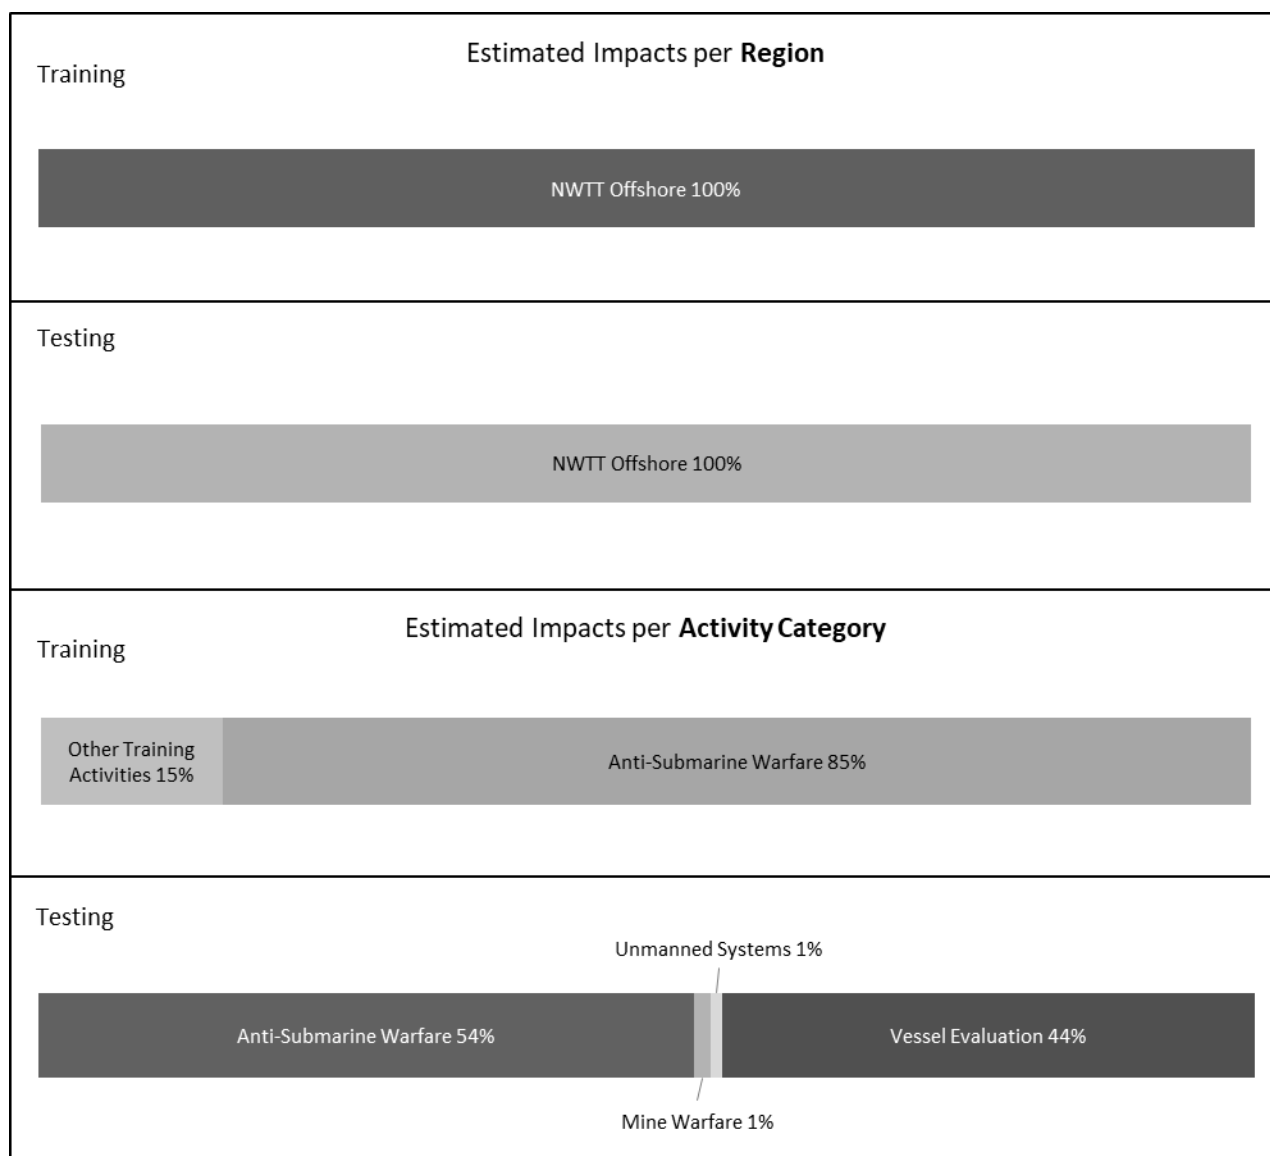 Estimated Impacts per Region
Training
NWTT Offshore 100%
Testing
NWTT Offshore 100%
Estimated Impacts per Activity Category
Training
Other Training
Activities 15%
Anti-Submarine Warfare 85%
Testing
Unmanned Systems 1%
Anti-Submarine Warfare 54%
Vessel Evaluation 44%
Mine Warfare 1%